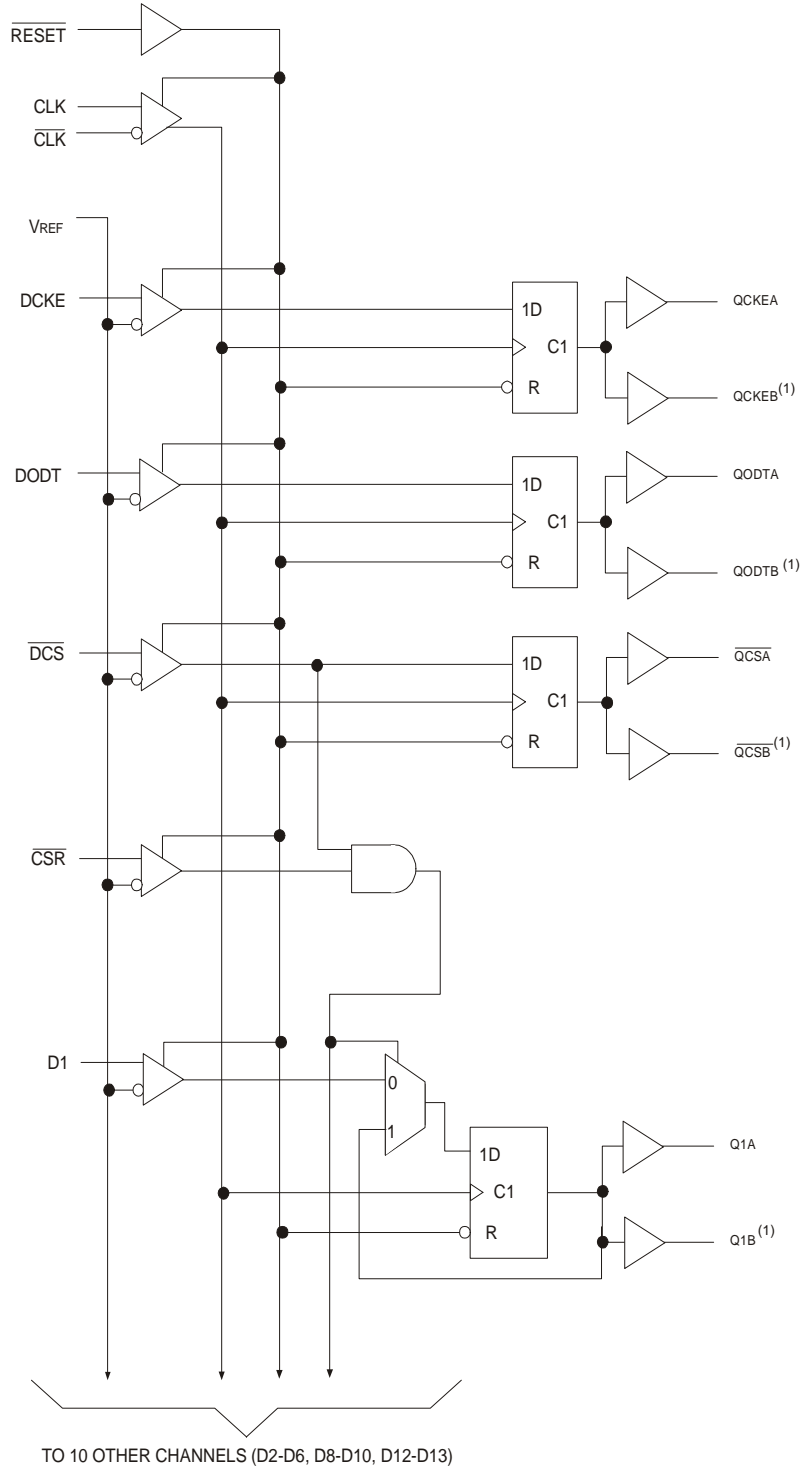 RESET
CLK
CLK
VREF
DCKE
1D
C1
R
QCKEA
QCKEB(1)
DODT
1D
C1
R
QODTA
QODTB (1)
DCS
1D
C1
R
QCSA
QCSB(1)
CSR
D1
0
1
1D
C1
R
Q1A
Q1B(1)
TO 10 OTHER CHANNELS (D2-D6, D8-D10, D12-D13)